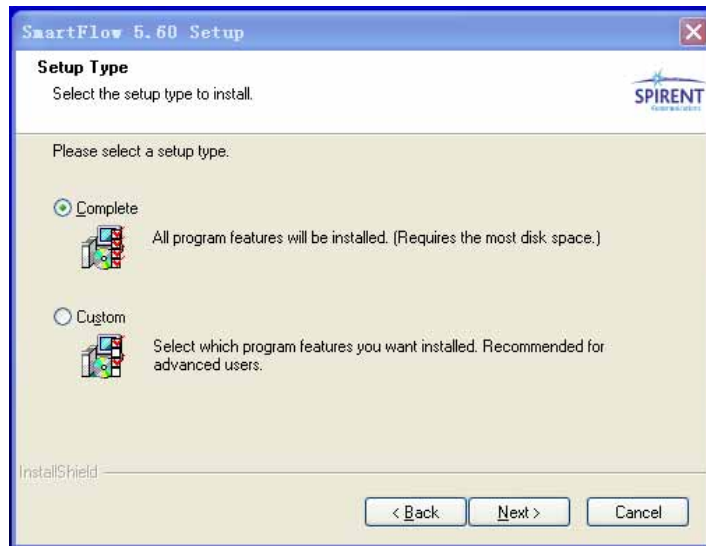 SmartFlow 5.60 Setup
Setup Type
Select the setup type to install.
SPIRENT
Please select a setup type.
Complete
All program features will be installed. (Requires the most disk space.)
Custom
Select which program features you want installed. Recommended for
advanced users.
InstallShield
< Back
Next >
Cancel